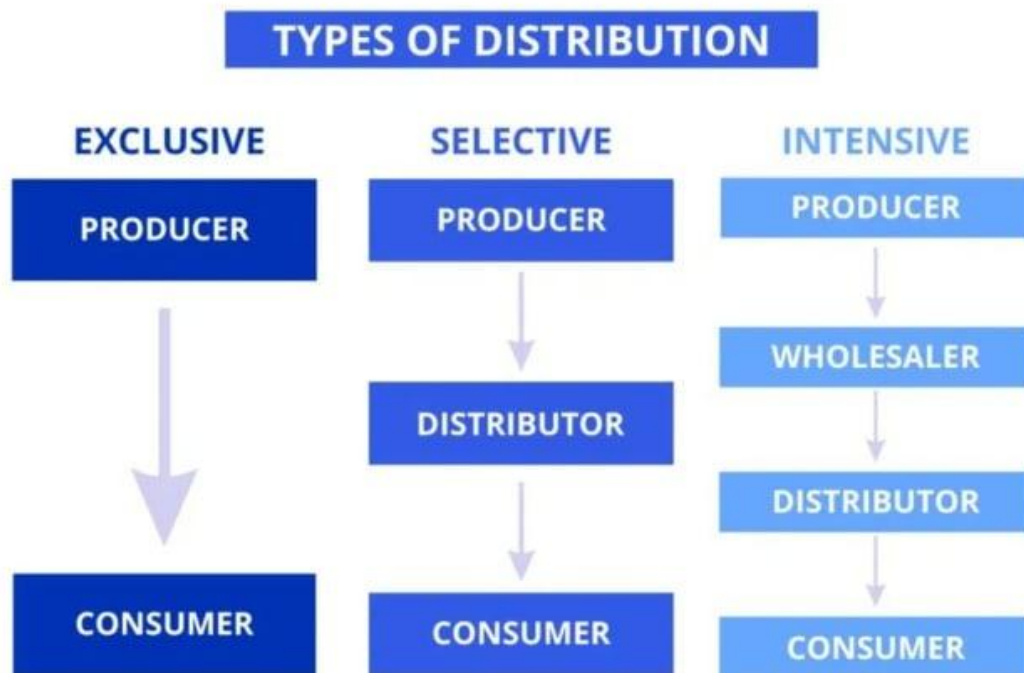 TYPES OF DISTRIBUTION
EXCLUSIVE
PRODUCER
CONSUMER
SELECTIVE
PRODUCER
DISTRIBUTOR
CONSUMER
INTENSIVE
PRODUCER
WHOLESALER
DISTRIBUTOR
CONSUMER